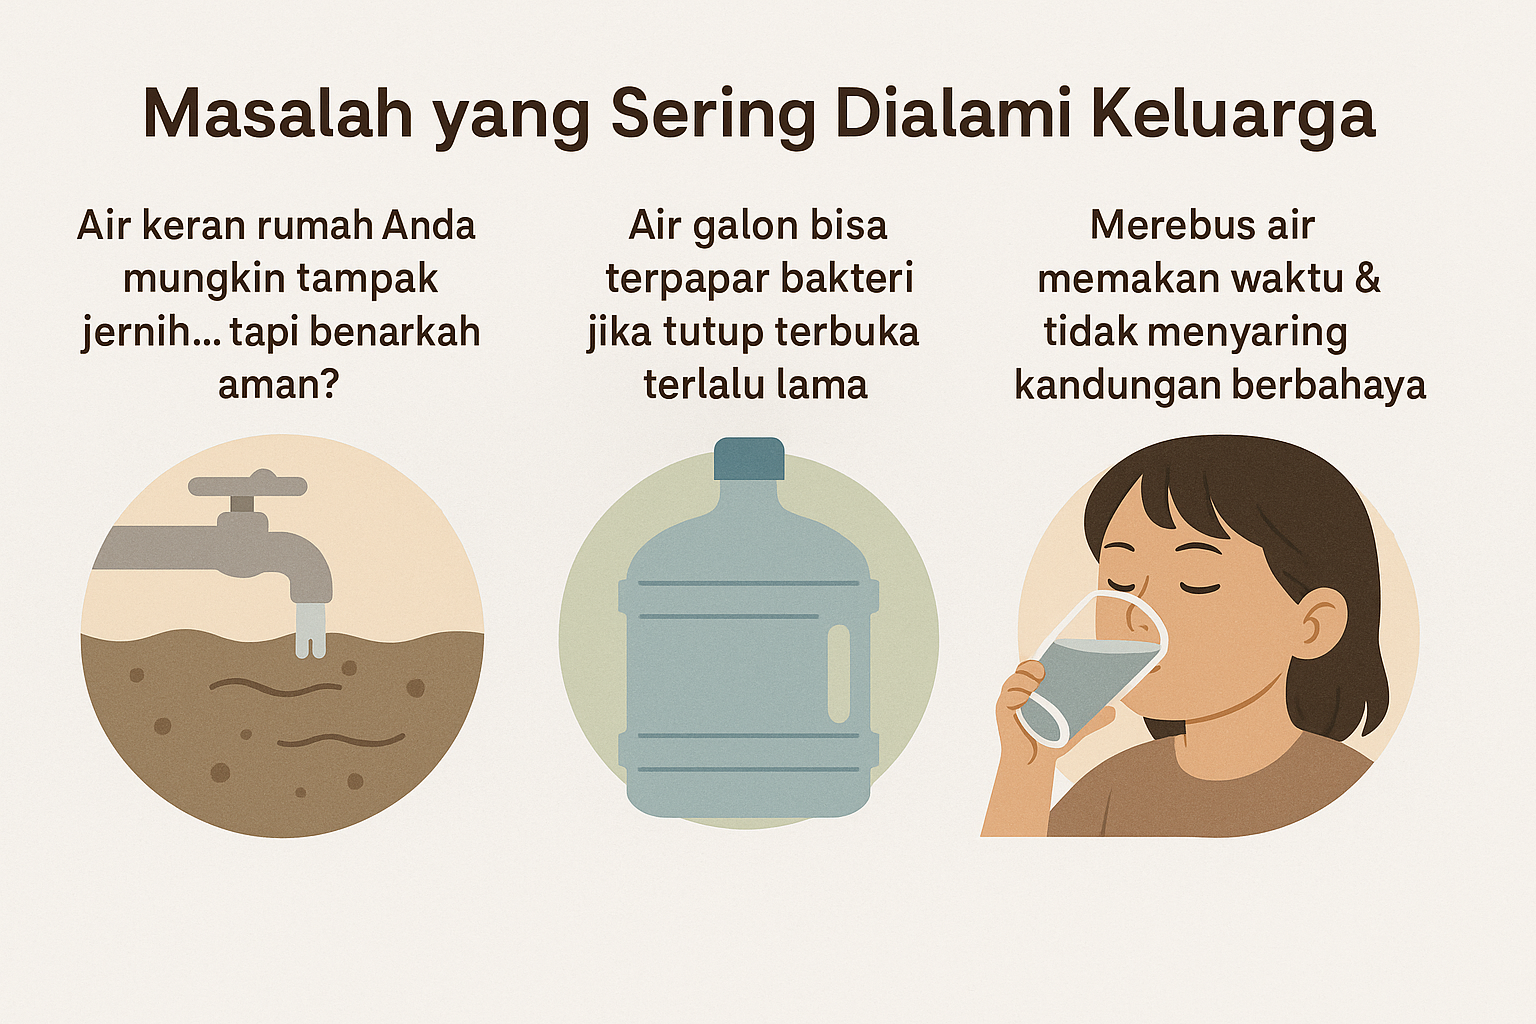 Masalah yang Sering Dialami Keluarga
Air keran rumah Anda
mungkin tampak
jernih... tapi benarkah
aman?
Air galon bisa
terpapar bakteri
jika tutup terbuka
terlalu lama
Merebus air
memakan waktu &
tidak menyaring
kandungan berbahaya